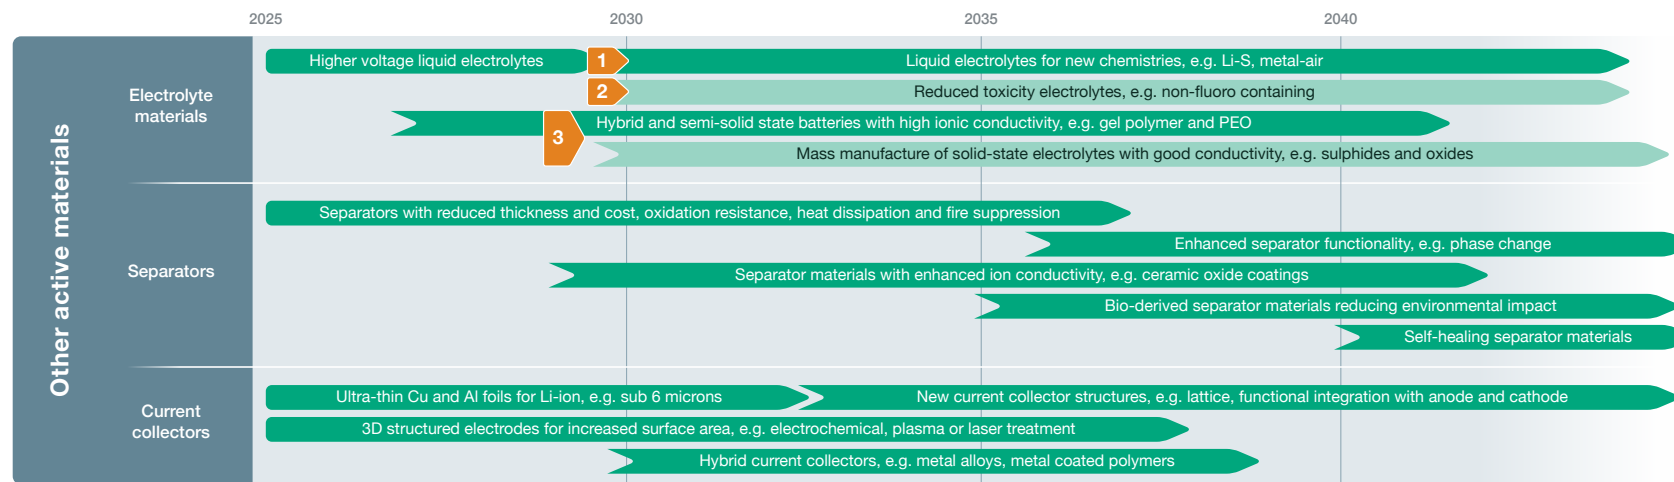 2025 2030 2035 2040
Other active materials
Electrolyte
materials
Higher voltage liquid electrolytes
1
Liquid electrolytes for new chemistries, e.g. Li-S, metal-air
2
Reduced toxicity electrolytes, e.g. non-fluoro containing
3
Hybrid and semi-solid state batteries with high ionic conductivity, e.g. gel polymer and PEO
Mass manufacture of solid-state electrolytes with good conductivity, e.g. sulphides and oxides
Separators
Separators with reduced thickness and cost, oxidation resistance, heat dissipation and fire suppression
Enhanced separator functionality, e.g. phase change
Separator materials with enhanced ion conductivity, e.g. ceramic oxide coatings
Bio-derived separator materials reducing environmental impact
Self-healing separator materials
Current
collectors
Ultra-thin Cu and Al foils for Li-ion, e.g. sub 6 microns
New current collector structures, e.g. lattice, functional integration with anode and cathode
3D structured electrodes for increased surface area, e.g. electrochemical, plasma or laser treatment
Hybrid current collectors, e.g. metal alloys, metal coated polymers